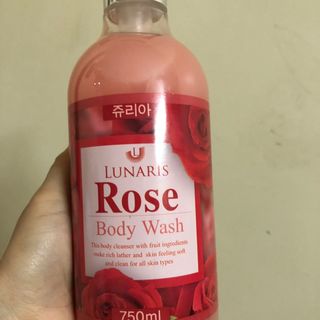 쥬리아
LUNARIS
Rose
Body Wash
This body cleanser with fruit ingredients
make rich lather and skin feeling soft
and clean for all skin types
750ml